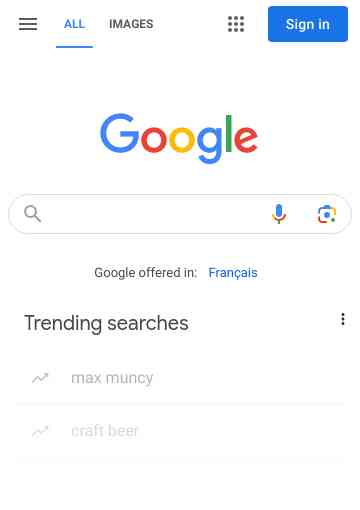 ALL IMAGES Sign in
Google
Google offered in: Français
Trending searches
max muncy
craft beer